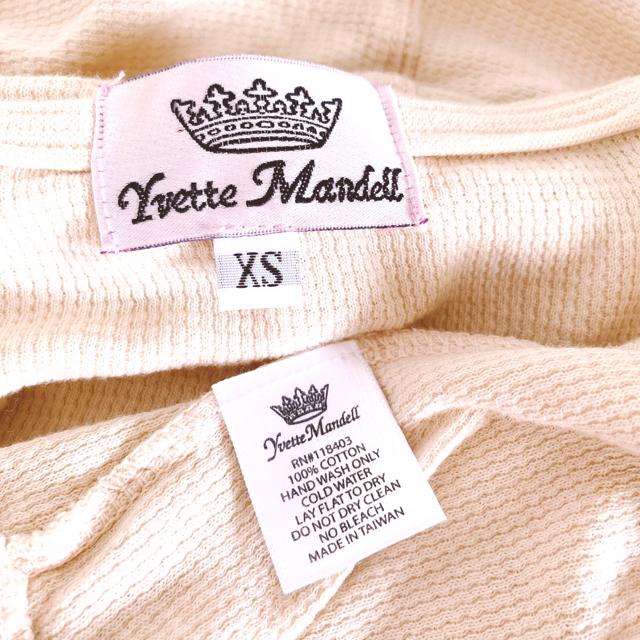 Yvette Mandell
XS
Yvette Mandell
RN#118403
100% COTTON
HAND WASH ONLY
COLD WATER
LAY FLAT TO DRY
DO NOT DRY CLEAN
NO BLEACH
MADE IN TAIWAN